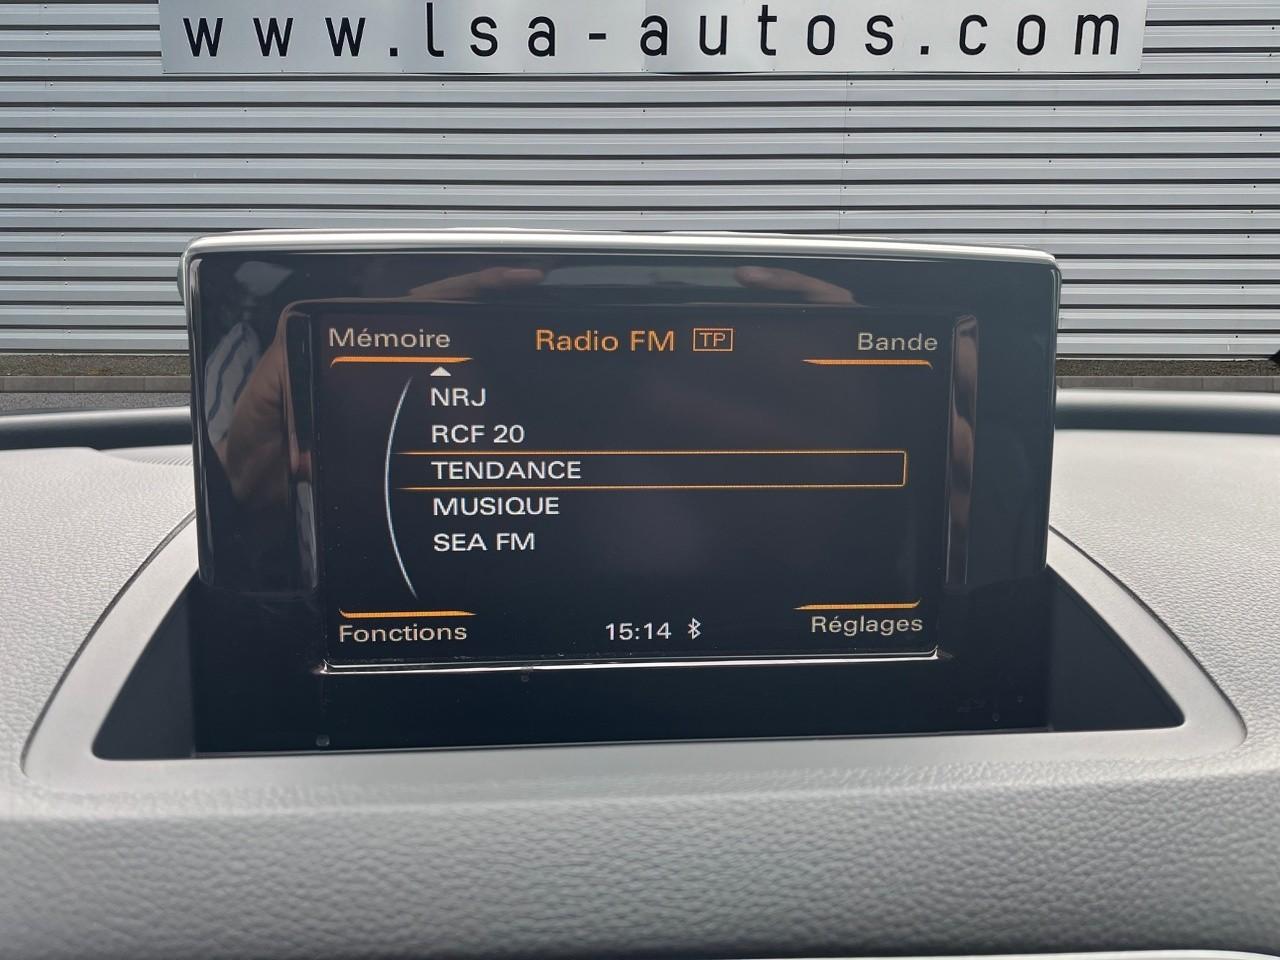 www.lsa-autos.com
Mémoire Radio FM TP Bande
NRJ
RCF 20
TENDANCE
MUSIQUE
SEA FM
Fonctions 15:14 Réglages